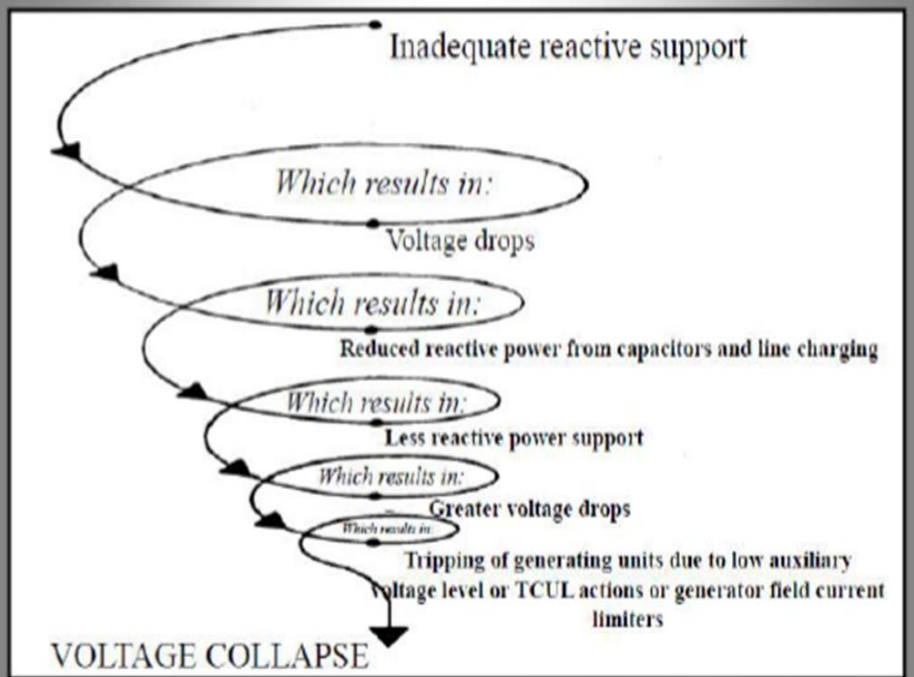 Inadequate reactive support
Which results in:
Voltage drops
Which results in:
Reduced reactive power from capacitors and line charging
Which results in:
Less reactive power support
Which results in:
Greater voltage drops
Which results in:
Tripping of generating units due to low auxiliary
voltage level or TCUL actions or generator field current
limiters
VOLTAGE COLLAPSE